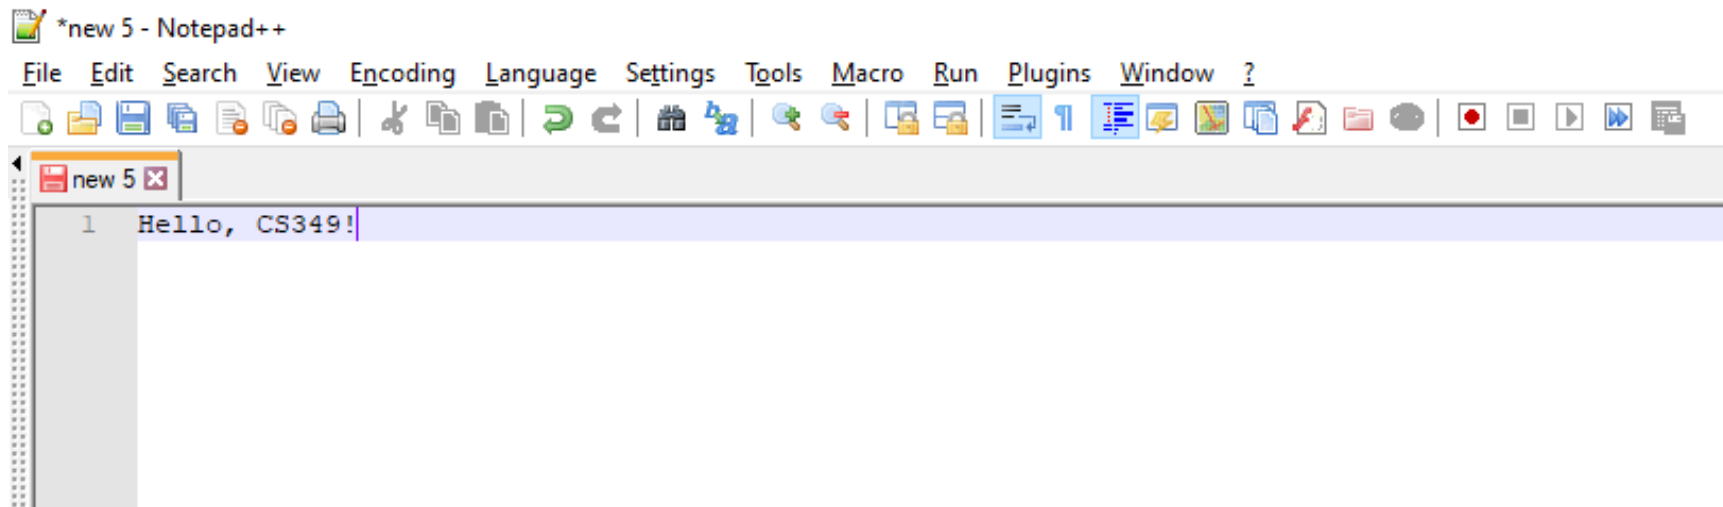 *new 5 - Notepad++
File Edit Search View Encoding Language Settings Tools Macro Run Plugins Window ?
new 5
1 Hello, CS349!